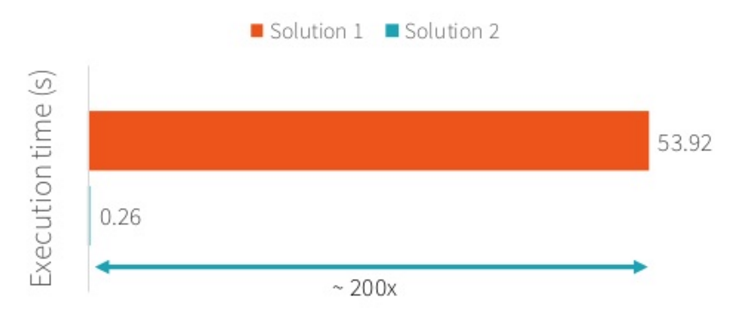 Solution 1 Solution 2
Execution time (s)
53.92
0.26
~ 200x